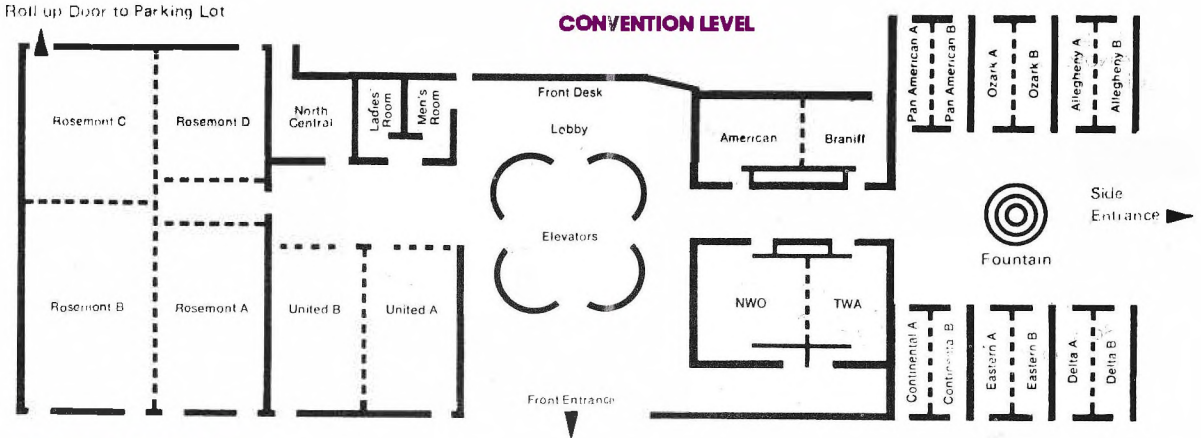 Roll up Door to Parking Lot
CONVENTION LEVEL
Rosemont C
Rosemont D
North
Central
Ladies'
Room
Men's
Room
Front Desk
Lobby
American
Braniff
Pan American A
Pan American B
Ozark A
Ozark B
Allegheny A
Allegheny B
Elevators
Side
Entrance
Fountain
Rosemont B
Rosemont A
United B
United A
NWO
TWA
Continental A
Continental B
Eastern A
Eastern B
Delta A
Delta B
Front Entrance